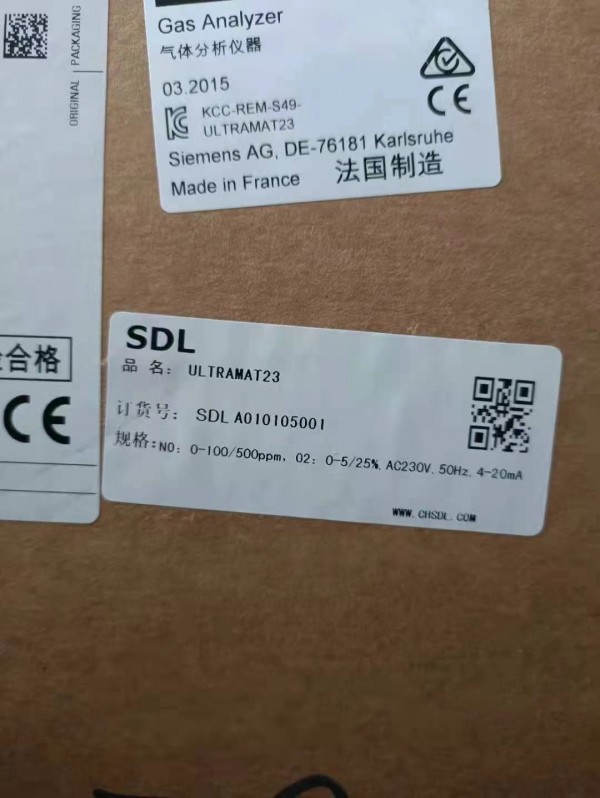 ORIGINAL | PACKAGING
Gas Analyzer
气体分析仪器
03.2015
KCC-REM-S49-
ULTRAMAT23
Siemens AG, DE-76181 Karlsruhe
Made in France 法国制造
合格
CE
CE
SDL
品 名: ULTRAMAT23
订货号: SDL A010105001
规格:NO: 0-100/500ppm, O2: 0-5/25%, AC230V, 50Hz, 4-20mA
WWW.CHSDL.COM